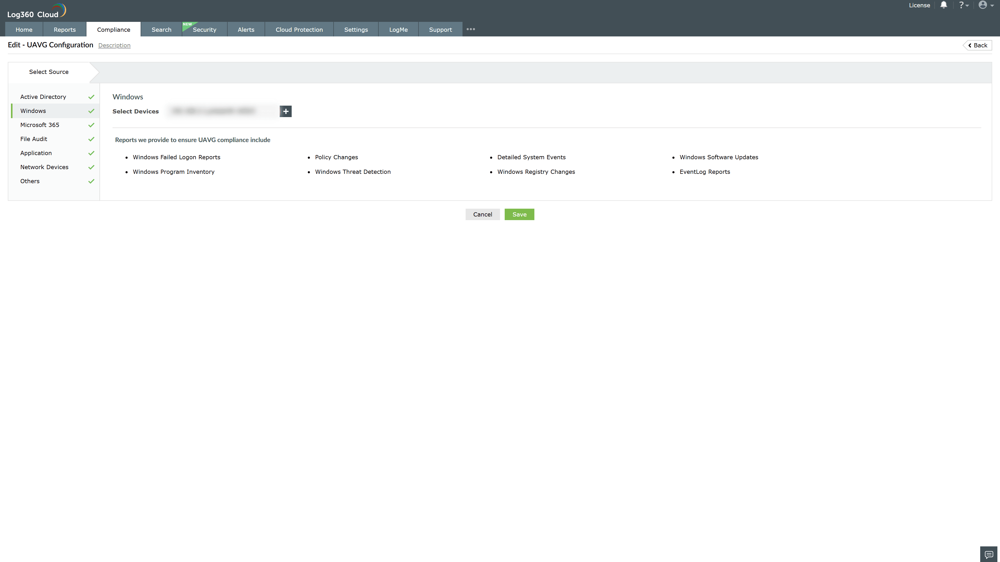 License
Log360 Cloud
?
Home Reports Compliance Search NEW Security Alerts Cloud Protection Settings LogMe Support •••
Edit - UAVG Configuration Description
Back
Select Source
Active Directory
Windows
Microsoft 365
File Audit
Application
Network Devices
Others
Windows
Select Devices +
Reports we provide to ensure UAVG compliance include
• Windows Failed Logon Reports • Policy Changes • Detailed System Events • Windows Software Updates
• Windows Program Inventory • Windows Threat Detection • Windows Registry Changes • EventLog Reports
Cancel Save